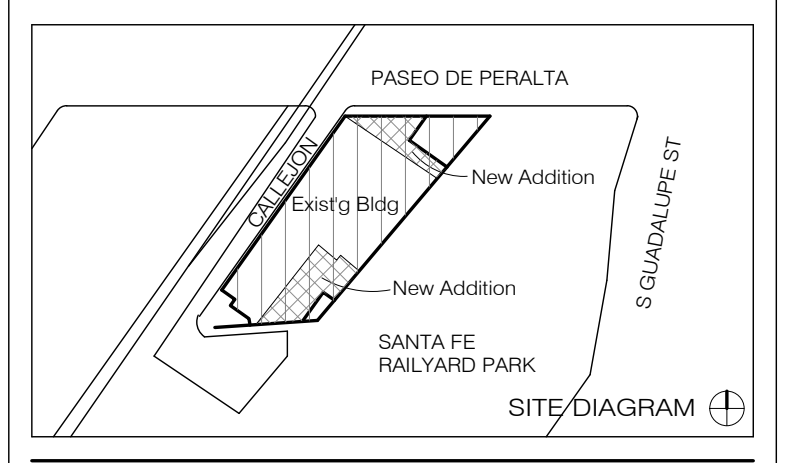 PASEO DE PERALTA
CALLEJON
New Addition
S GUADALUPE ST
Exist'g Bldg
New Addition
SANTA FE
RAILYARD PARK
SITE DIAGRAM